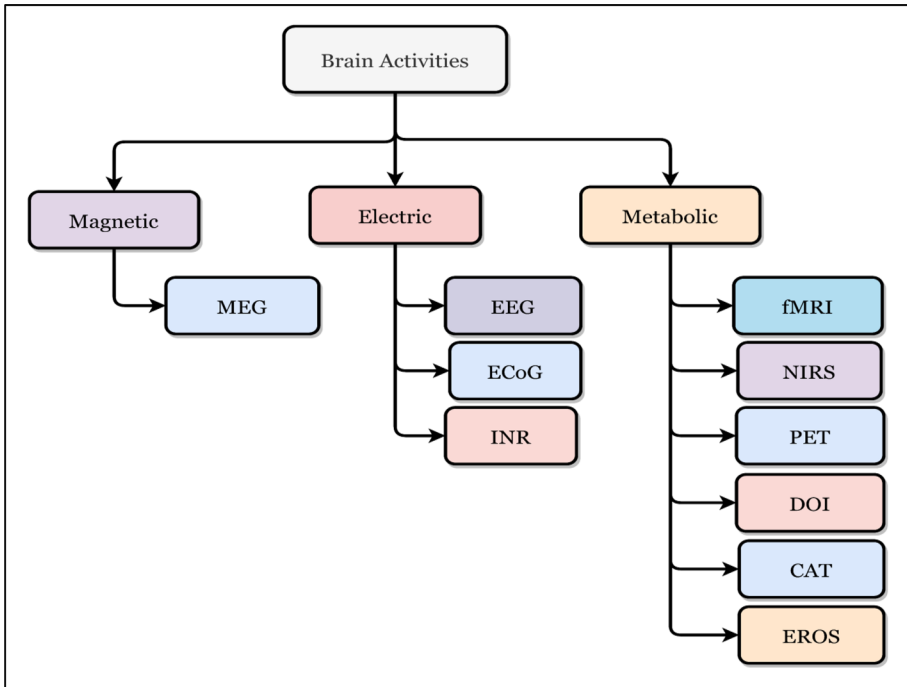 Brain Activities
Magnetic
Electric
Metabolic
MEG
EEG
fMRI
ECoG
NIRS
INR
PET
DOI
CAT
EROS